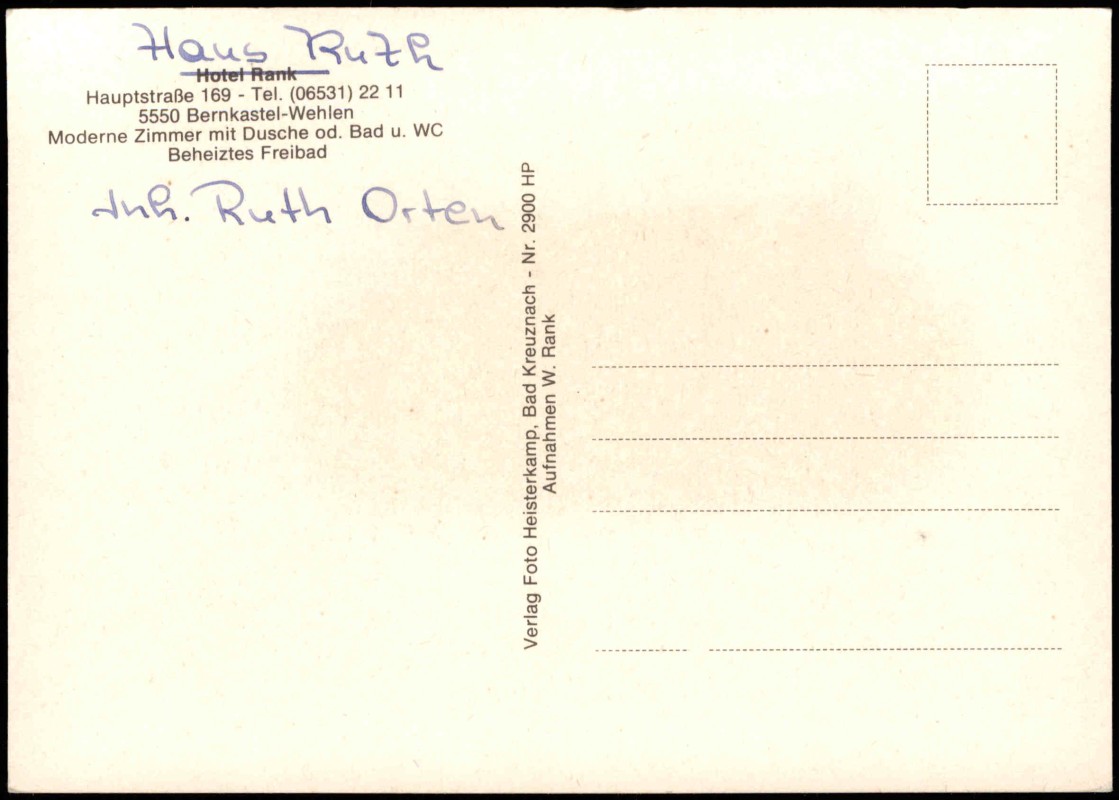 Haus Ruth
Hotel Rank
Hauptstraße 169 - Tel. (06531) 22 11
5550 Bernkastel-Wehlen
Moderne Zimmer mit Dusche od. Bad u. WC
Beheiztes Freibad
Inh. Ruth Orten
Verlag Foto Heisterkamp, Bad Kreuznach - Nr. 2900 HP
Aufnahmen W. Rank